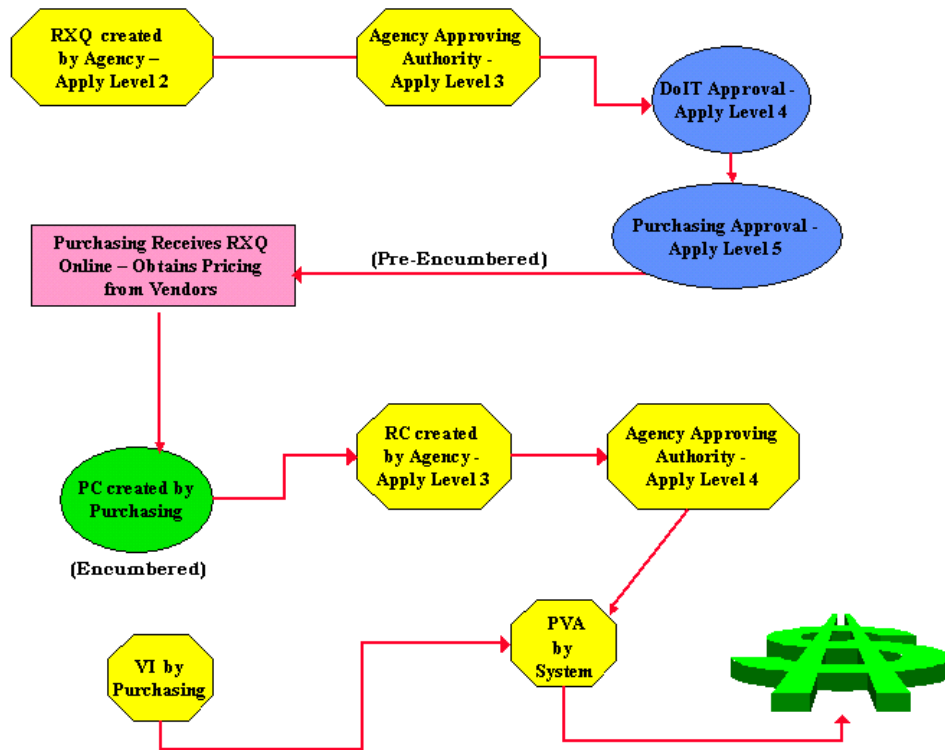 RXQ created
by Agency –
Apply Level 2
Agency Approving
Authority -
Apply Level 3
DoIT Approval -
Apply Level 4
Purchasing Approval -
Apply Level 5
(Pre-Encumbered)
Purchasing Receives RXQ
Online – Obtains Pricing
from Vendors
PC created by
Purchasing
(Encumbered)
RC created
by Agency -
Apply Level 3
Agency Approving
Authority -
Apply Level 4
VI by
Purchasing
PVA
by
System